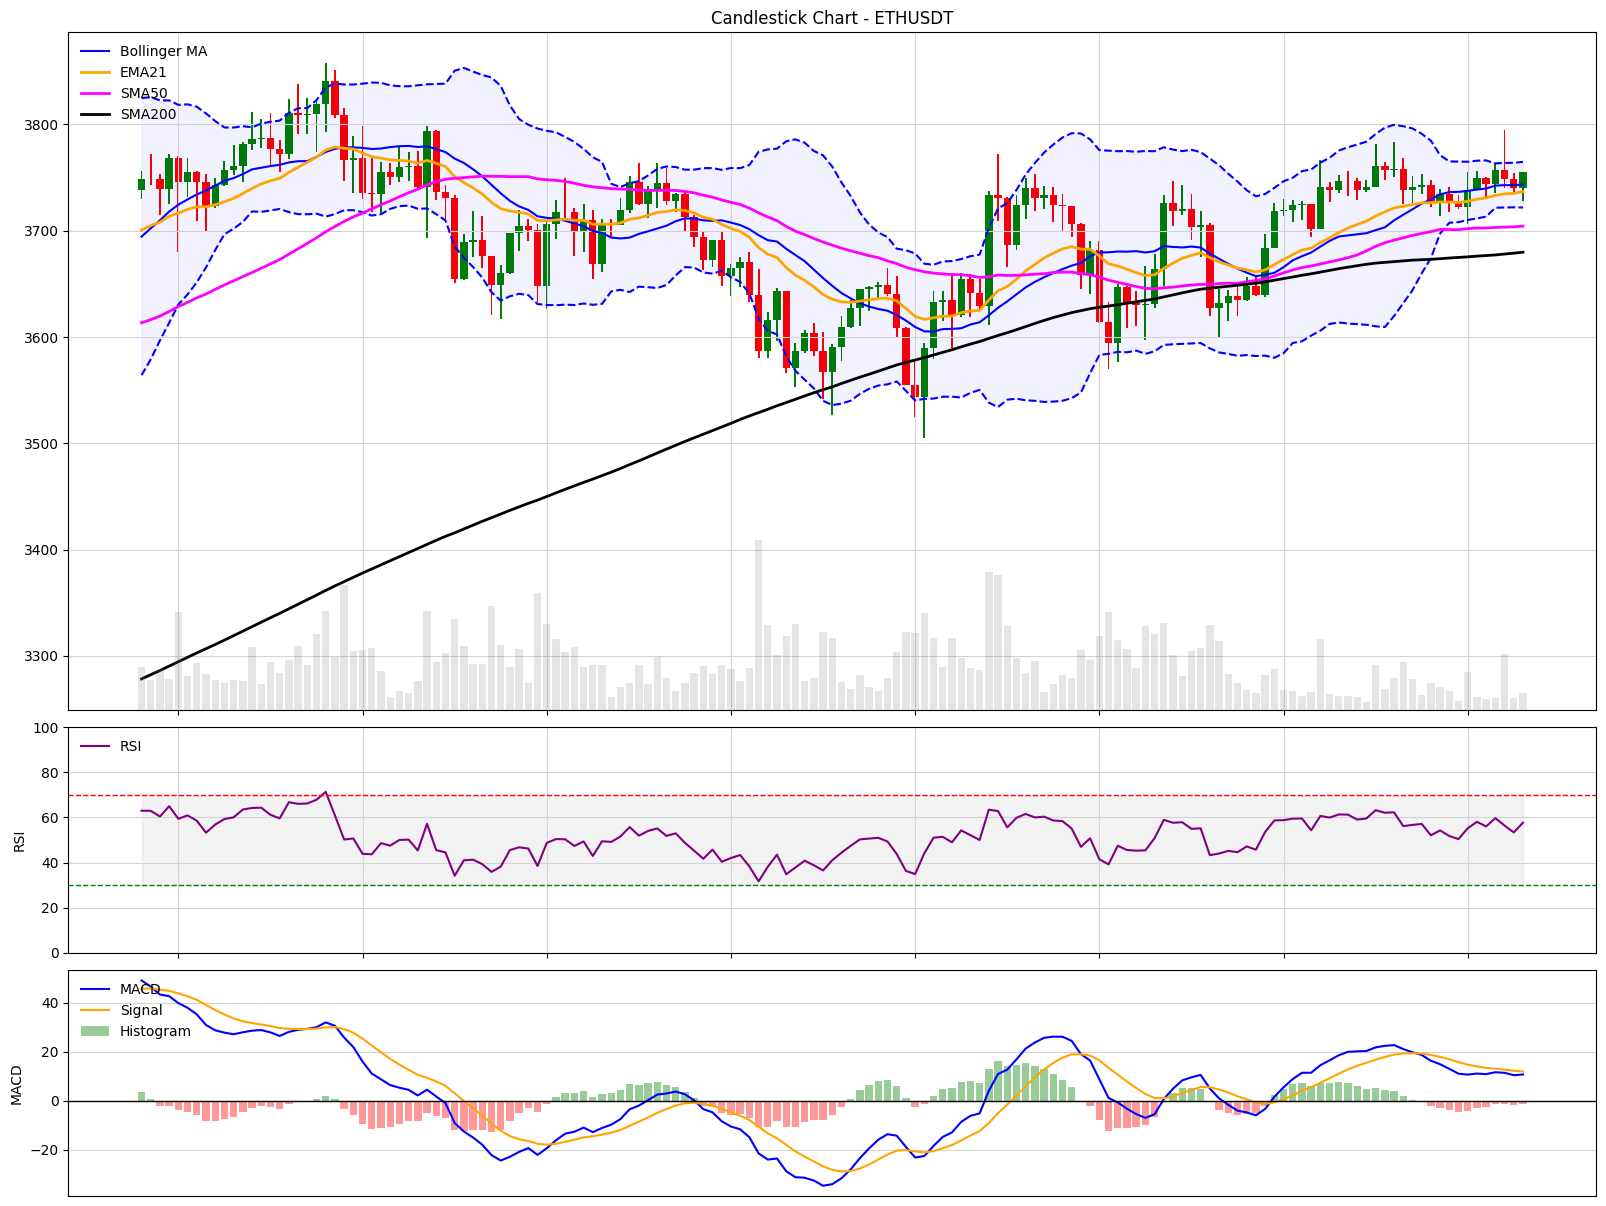 Candlestick Chart - ETHUSDT
Bollinger MA
EMA21
SMA50
SMA200
3800
3700
3600
3500
3400
3300
RSI
100
80
60
40
20
0
RSI
MACD
Signal
Histogram
40
20
0
−20
MACD